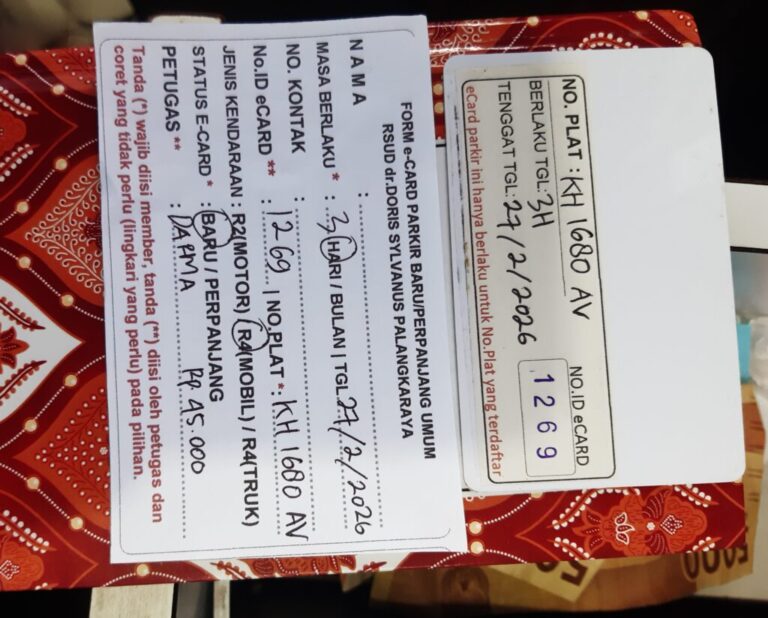 FORM e-CARD PARKIR BARU/PERPANJANG UMUM
RSUD dr.DORIS SYLVANUS PALANGKARAYA
N A M A :
MASA BERLAKU * : 3 HARI / BULAN | TGL. 27/2/2026
NO. KONTAK :
No.ID eCARD ** : 1269 | NO.PLAT * : KH 1680 AV
JENIS KENDARAAN : R2(MOTOR) / R4(MOBIL) / R4(TRUK)
STATUS E-CARD * : BARU / PERPANJANG
PETUGAS ** : DARMA Rp. 45.000
Tanda (*) wajib diisi member, tanda (**) diisi oleh petugas dan
coret yang tidak perlu (lingkari yang perlu) pada pilihan.
NO. PLAT : KH 1680 AV
BERLAKU TGL: 3H
TENGGAT TGL: 27/2/2026
NO.ID eCARD
1269
eCard parkir ini hanya berlaku untuk No.Plat yang terdaftar